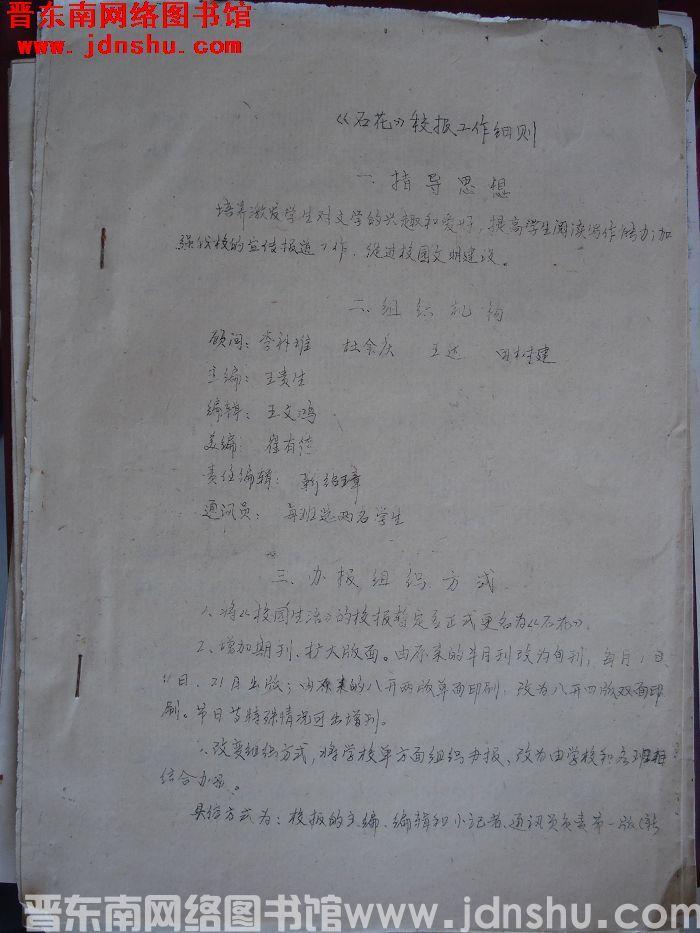 晋东南网络图书馆
www.jdnshu.com
《石花》校报工作细则
一、指导思想
培养激发学生对文学的兴趣和爱好,提高学生阅读写作能力;加
强我校的宣传报道工作,促进校园文明建设。
二、组织机构
顾问:李补堆 杜余庆 王达 田树建
主编:王贵生
编辑:王文鸿
美编:崔有德
责任编辑:靳
通讯员:每班选两名学生
三、办报组织方式
1、将《校园生活》的校报暂定名正式更名为《石花》。
2、增加期刊、扩大版面。由原来的半月刊改为旬刊,每月1日
11日、21日出版;由原来的八开两版单面印刷,改为八开四版双面印
刷。节日等特殊情况可出增刊。
3、改变组织方式,将学校单方面组织办报、改为由学校和各班相
结合办报。
具体方式为:校报的主编、编辑和小记者、通讯员负责第一版(新
晋东南网络图书馆 www.jdnshu.com